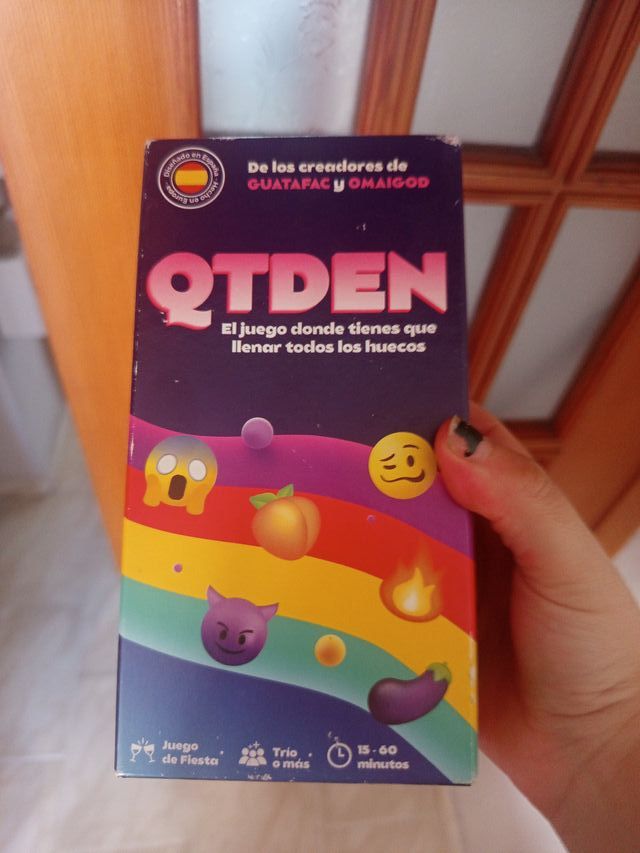 Diseñado en España
Hecho en Europa
De los creadores de
GUATAFAC y OMAIGOD
QTDEN
El juego donde tienes que
llenar todos los huecos
Juego
de Fiesta
Trío
o más
15 - 60
minutos